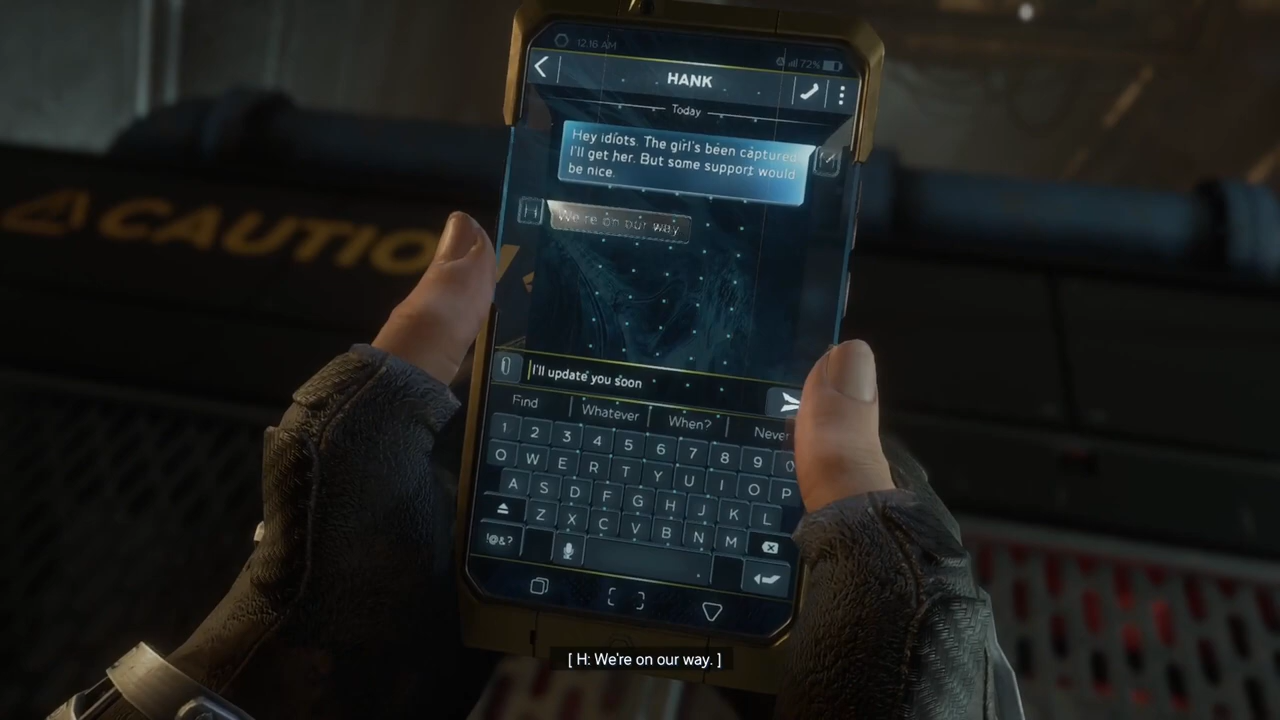 12.16 AM
72%
HANK
Today
Hey idiots. The girl's been captured
I'll get her. But some support would
be nice.
H
We're on our way
CAUTION
I'll update you soon
Find Whatever When? Never
1 2 3 4 5 6 7 8 9 0
O W E R T Y U I O P
A S D F G H J K L
Z X C V B N M
!@&?
[ H: We're on our way. ]